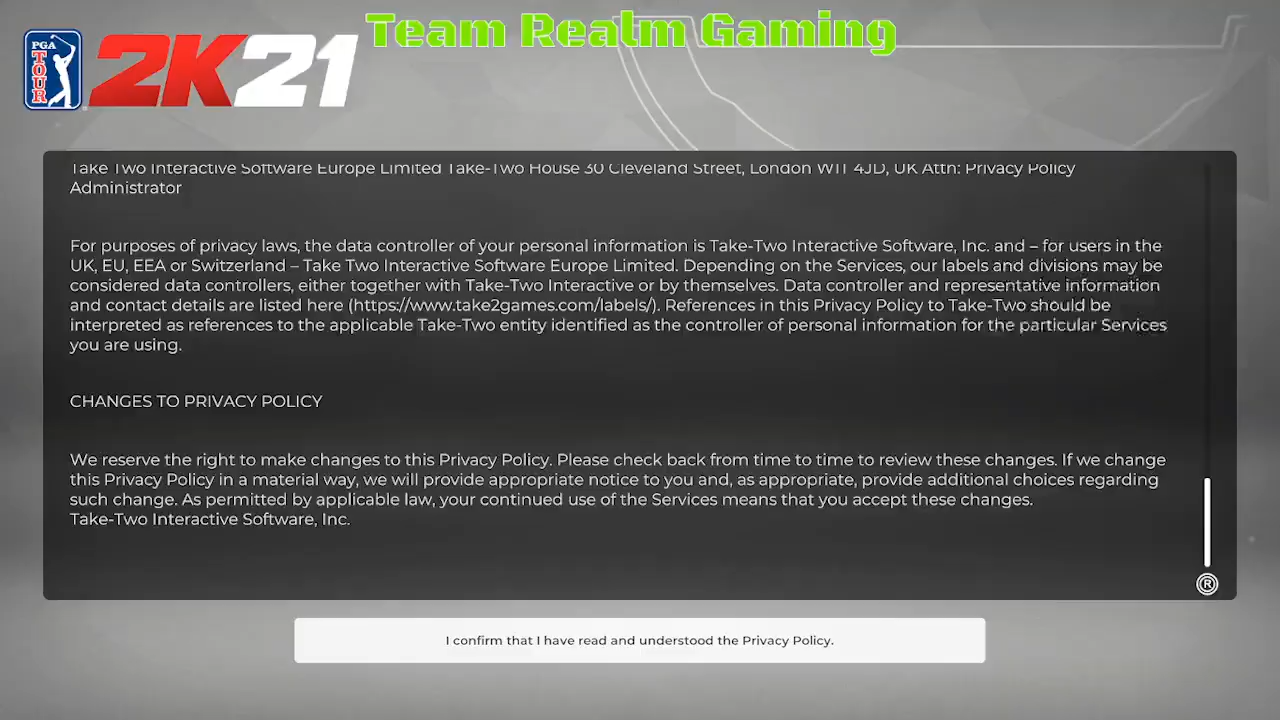 Team Realm Gaming
PGA
TOUR
2K21
Take Two Interactive Software Europe Limited Take-Two House 30 Cleveland Street, London W1T 4JD, UK Attn: Privacy Policy
Administrator
For purposes of privacy laws, the data controller of your personal information is Take-Two Interactive Software, Inc. and – for users in the
UK, EU, EEA or Switzerland – Take Two Interactive Software Europe Limited. Depending on the Services, our labels and divisions may be
considered data controllers, either together with Take-Two Interactive or by themselves. Data controller and representative information
and contact details are listed here (https://www.take2games.com/labels/). References in this Privacy Policy to Take-Two should be
interpreted as references to the applicable Take-Two entity identified as the controller of personal information for the particular Services
you are using.
CHANGES TO PRIVACY POLICY
We reserve the right to make changes to this Privacy Policy. Please check back from time to time to review these changes. If we change
this Privacy Policy in a material way, we will provide appropriate notice to you and, as appropriate, provide additional choices regarding
such change. As permitted by applicable law, your continued use of the Services means that you accept these changes.
Take-Two Interactive Software, Inc.
R
I confirm that I have read and understood the Privacy Policy.